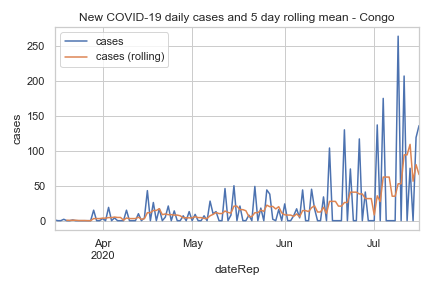 New COVID-19 daily cases and 5 day rolling mean - Congo
cases
cases (rolling)
250
200
150
100
50
0
cases
Apr
2020
May
Jun
Jul
dateRep